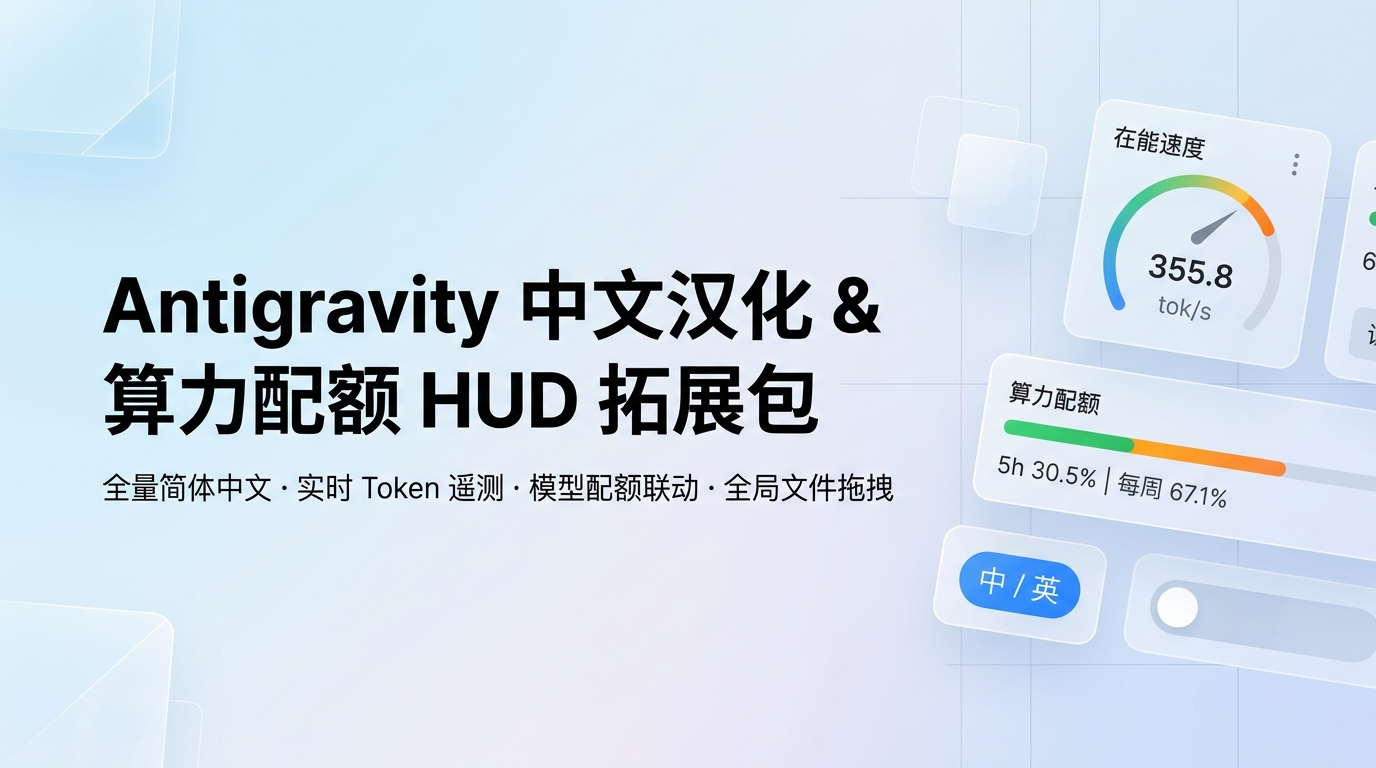 Antigravity 中文汉化 &
算力配额 HUD 拓展包
全量简体中文 · 实时 Token 遥测 · 模型配额联动 · 全局文件拖拽
在能速度
355.8
tok/s
6
算力配额
5h 30.5% | 每周 67.1%
中 / 英